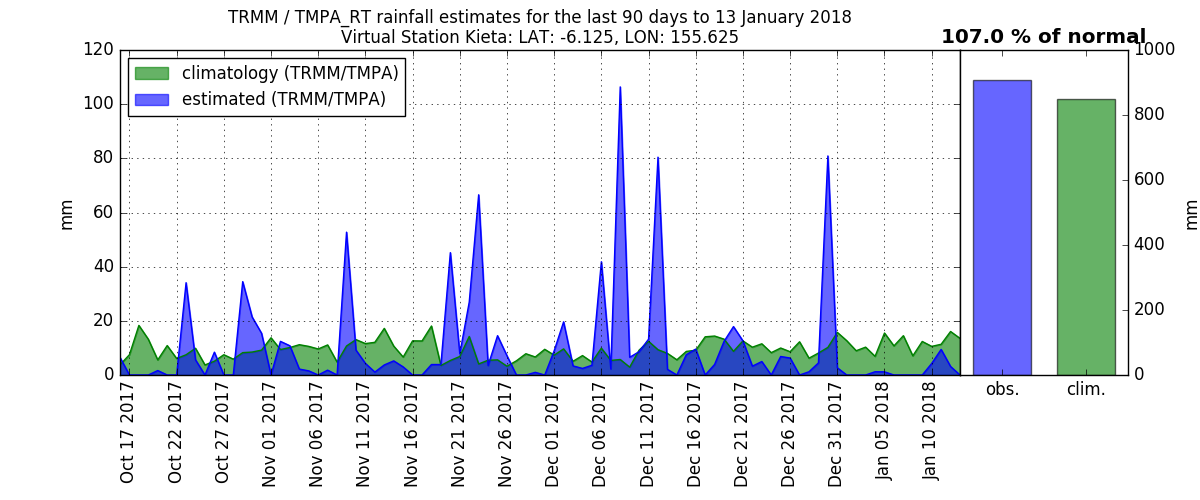 TRMM / TMPA_RT rainfall estimates for the last 90 days to 13 January 2018
Virtual Station Kieta: LAT: -6.125, LON: 155.625
107.0 % of normal
climatology (TRMM/TMPA)
estimated (TRMM/TMPA)
mm
120
100
80
60
40
20
0
Oct 17 2017
Oct 22 2017
Oct 27 2017
Nov 01 2017
Nov 06 2017
Nov 11 2017
Nov 16 2017
Nov 21 2017
Nov 26 2017
Dec 01 2017
Dec 06 2017
Dec 11 2017
Dec 16 2017
Dec 21 2017
Dec 26 2017
Dec 31 2017
Jan 05 2018
Jan 10 2018
obs.
clim.
1000
800
600
400
200
0
mm